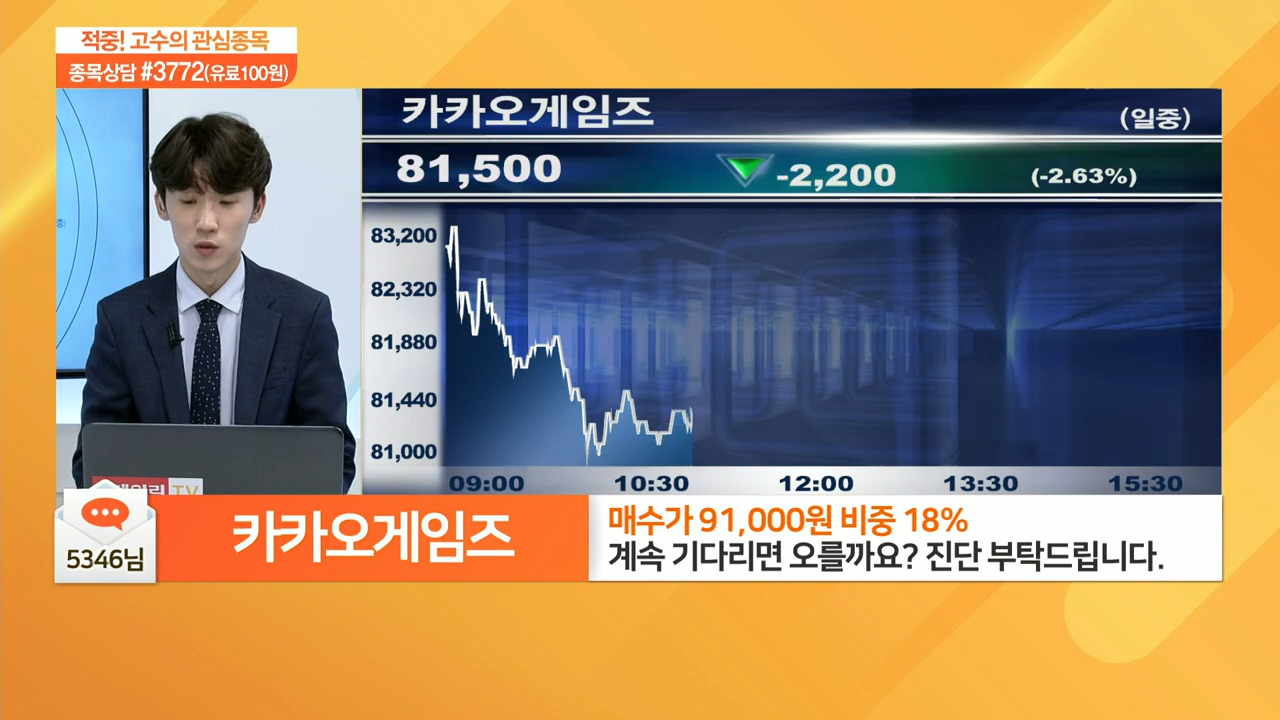 적중! 고수의 관심종목
종목상담 #3772(유료100원)
카카오게임즈
(일중)
81,500
-2,200
(-2.63%)
83,200
82,320
81,880
81,440
81,000
09:00 10:30 12:00 13:30 15:30
TV
5346님
카카오게임즈
매수가 91,000원 비중 18%
계속 기다리면 오를까요? 진단 부탁드립니다.